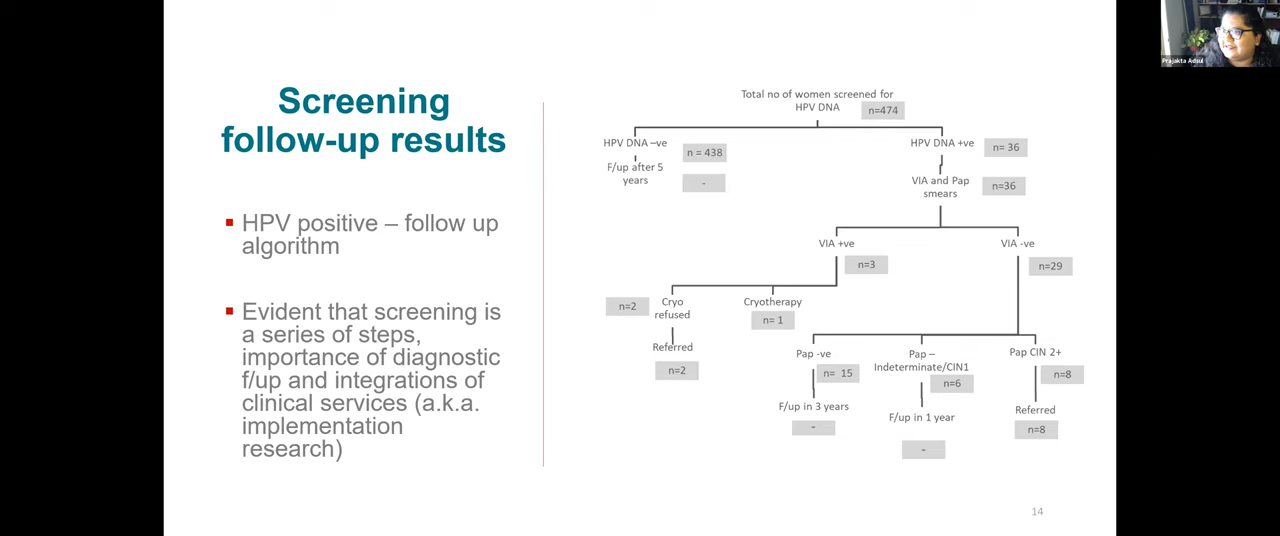 Prajakta Adsul
Screening
follow-up results
HPV positive – follow up
algorithm
Evident that screening is
a series of steps,
importance of diagnostic
f/up and integrations of
clinical services (a.k.a.
implementation
research)
Total no of women screened for
HPV DNA
n=474
HPV DNA –ve
n = 438
HPV DNA +ve
n= 36
F/up after 5
years
-
VIA and Pap
smears
n=36
VIA +ve
n=3
VIA -ve
n=29
n=2
Cryo
refused
Cryotherapy
n= 1
Referred
n=2
Pap -ve
n= 15
Pap –
Indeterminate/CIN1
n=6
Pap CIN 2+
n=8
F/up in 3 years
-
F/up in 1 year
-
Referred
n=8
14